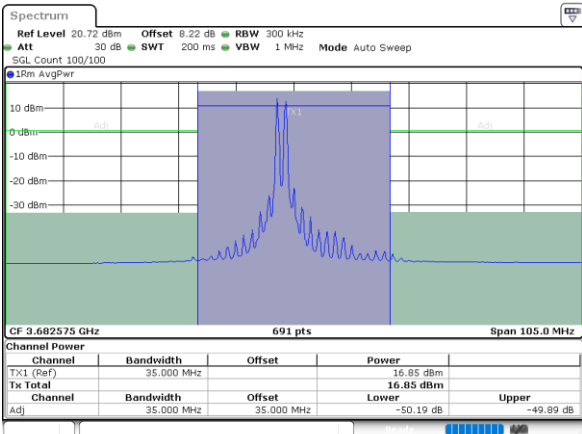 Spectrum
Ref Level 20.72 dBm Offset 8.22 dB RBW 300 kHz
Att 30 dB SWT 200 ms VBW 1 MHz Mode Auto Sweep
SGL Count 100/100
1Rm AvgPwr
10 dBm
TX1
Adj Adj
0 dBm
-10 dBm
-20 dBm
-30 dBm
CF 3.682575 GHz 691 pts Span 105.0 MHz
Channel Power
Channel Bandwidth Offset Power
TX1 (Ref) 35.000 MHz 16.85 dBm
Tx Total 16.85 dBm
Channel Bandwidth Offset Lower Upper
Adj 35.000 MHz 35.000 MHz -50.19 dB -49.89 dB
Ready